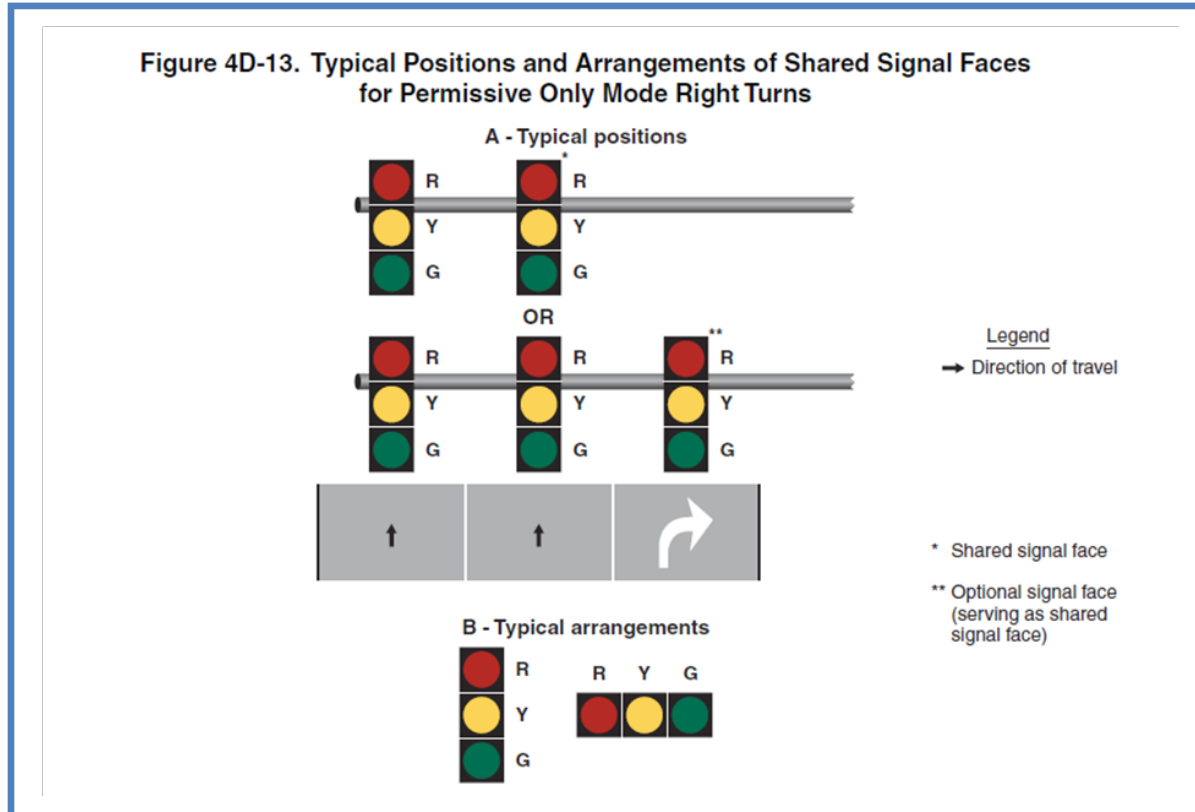 Figure 4D-13. Typical Positions and Arrangements of Shared Signal Faces
for Permissive Only Mode Right Turns
A - Typical positions
*
R R
Y Y
G G
OR
**
R R R
Y Y Y
G G G
Legend
Direction of travel
* Shared signal face
** Optional signal face
(serving as shared
signal face)
B - Typical arrangements
R
Y
G
R Y G